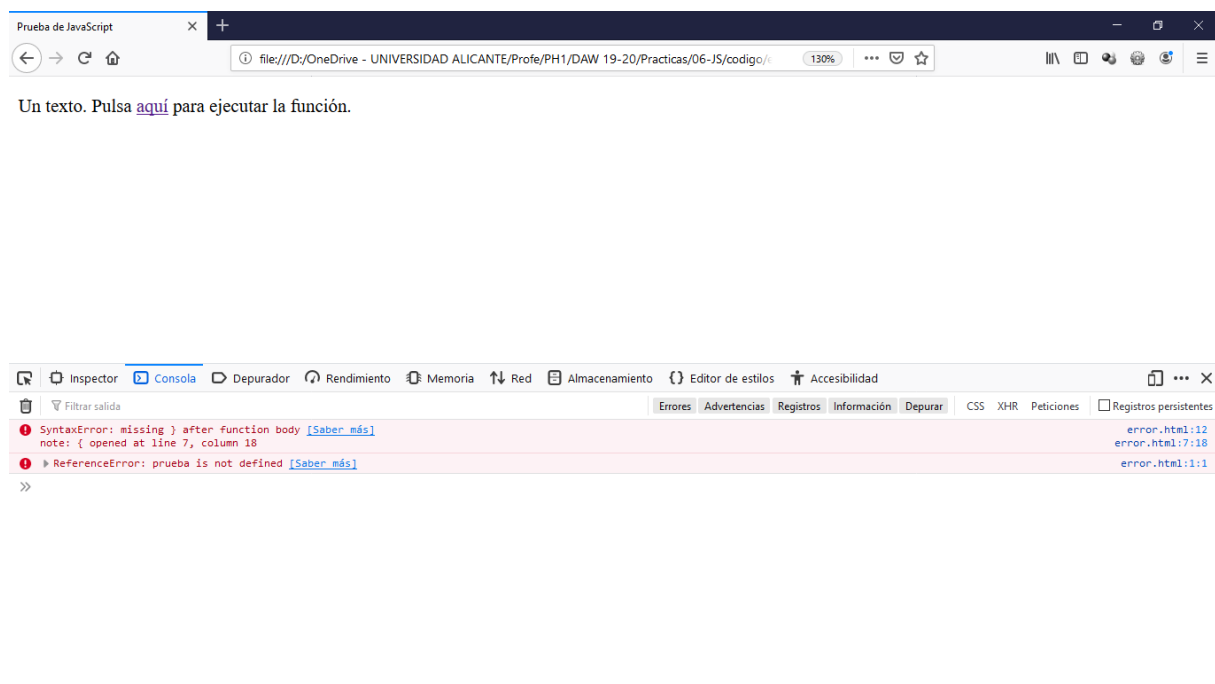 Prueba de JavaScript
file:///D:/OneDrive - UNIVERSIDAD ALICANTE/Profe/PH1/DAW 19-20/Practicas/06-JS/codigo/
130%
Un texto. Pulsa aquí para ejecutar la función.
Inspector Consola Depurador Rendimiento Memoria Red Almacenamiento Editor de estilos Accesibilidad
Filtrar salida Errores Advertencias Registros Información Depurar CSS XHR Peticiones Registros persistentes
SyntaxError: missing } after function body [Saber más] error.html:12
note: { opened at line 7, column 18 error.html:7:18
ReferenceError: prueba is not defined [Saber más] error.html:1:1